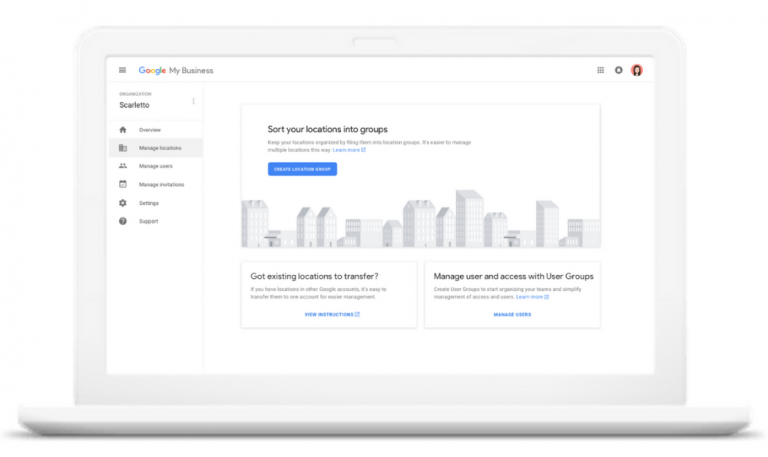 Google My Business
ORGANIZATION
Scarletto
Overview
Manage locations
Manage users
Manage invitations
Settings
Support
Sort your locations into groups
Keep your locations organized by filing them into location groups. It's easier to manage
multiple locations this way. Learn more
CREATE LOCATION GROUP
Got existing locations to transfer?
If you have locations in other Google accounts, it's easy to
transfer them to one account for easier management.
VIEW INSTRUCTIONS
Manage user and access with User Groups
Create User Groups to start organizing your teams and simplify
management of access and users. Learn more
MANAGE USERS